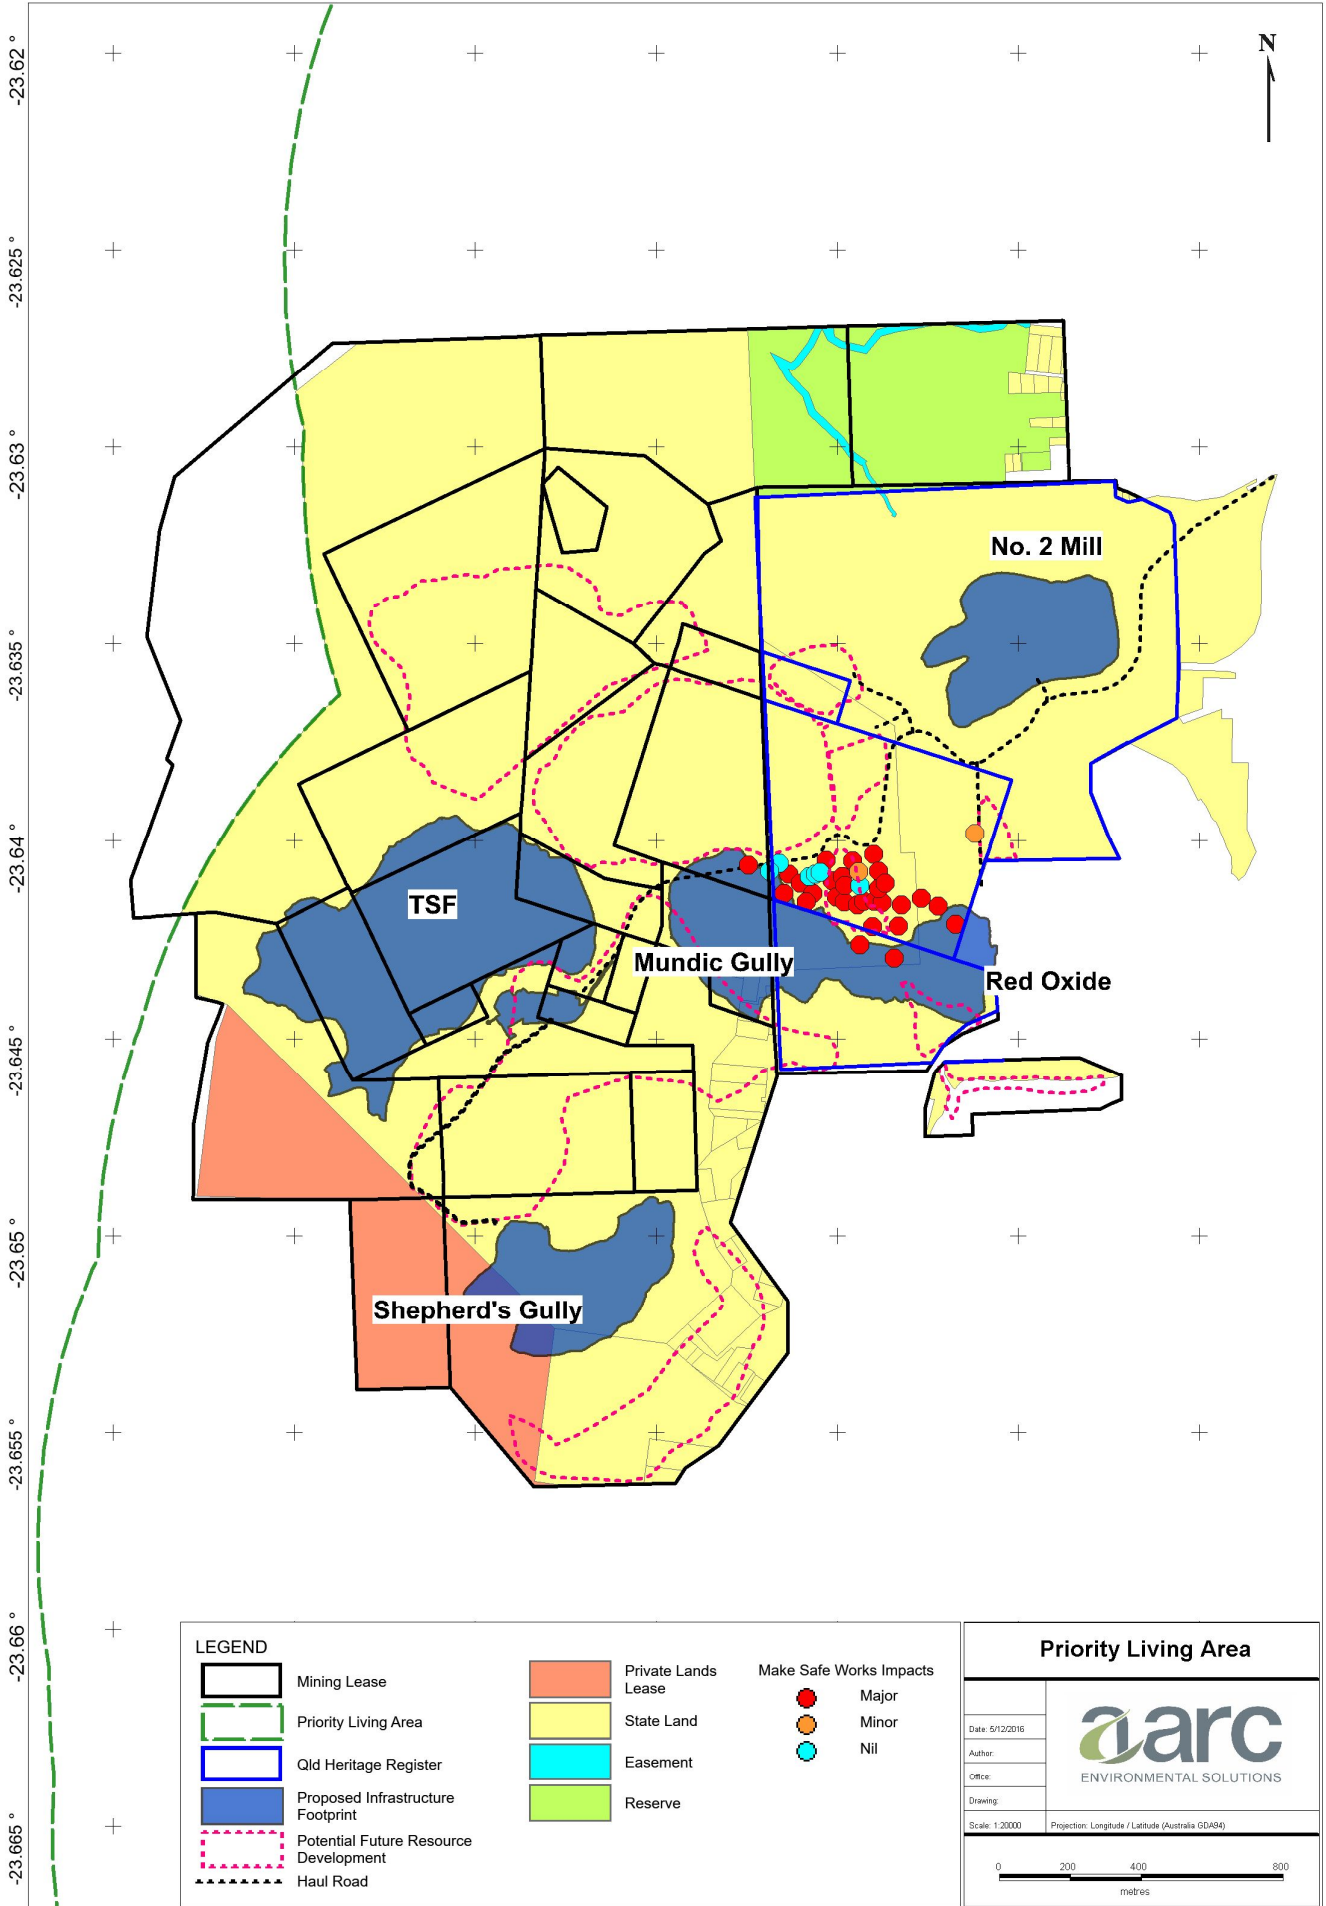 N
-23.62 °
-23.625 °
-23.63 °
-23.635 °
-23.64 °
-23.645 °
-23.65 °
-23.655 °
-23.66 °
-23.665 °
No. 2 Mill
TSF
Mundic Gully
Red Oxide
Shepherd's Gully
LEGEND
Mining Lease
Priority Living Area
Qld Heritage Register
Proposed Infrastructure
Footprint
Potential Future Resource
Development
Haul Road
Private Lands
Lease
State Land
Easement
Reserve
Make Safe Works Impacts
Major
Minor
Nil
Priority Living Area
Date: 5/12/2016
Author:
Office:
Drawing:
Scale: 1:20000
Projection: Longitude / Latitude (Australia GDA94)
aarc
ENVIRONMENTAL SOLUTIONS
0 200 400 800
metres